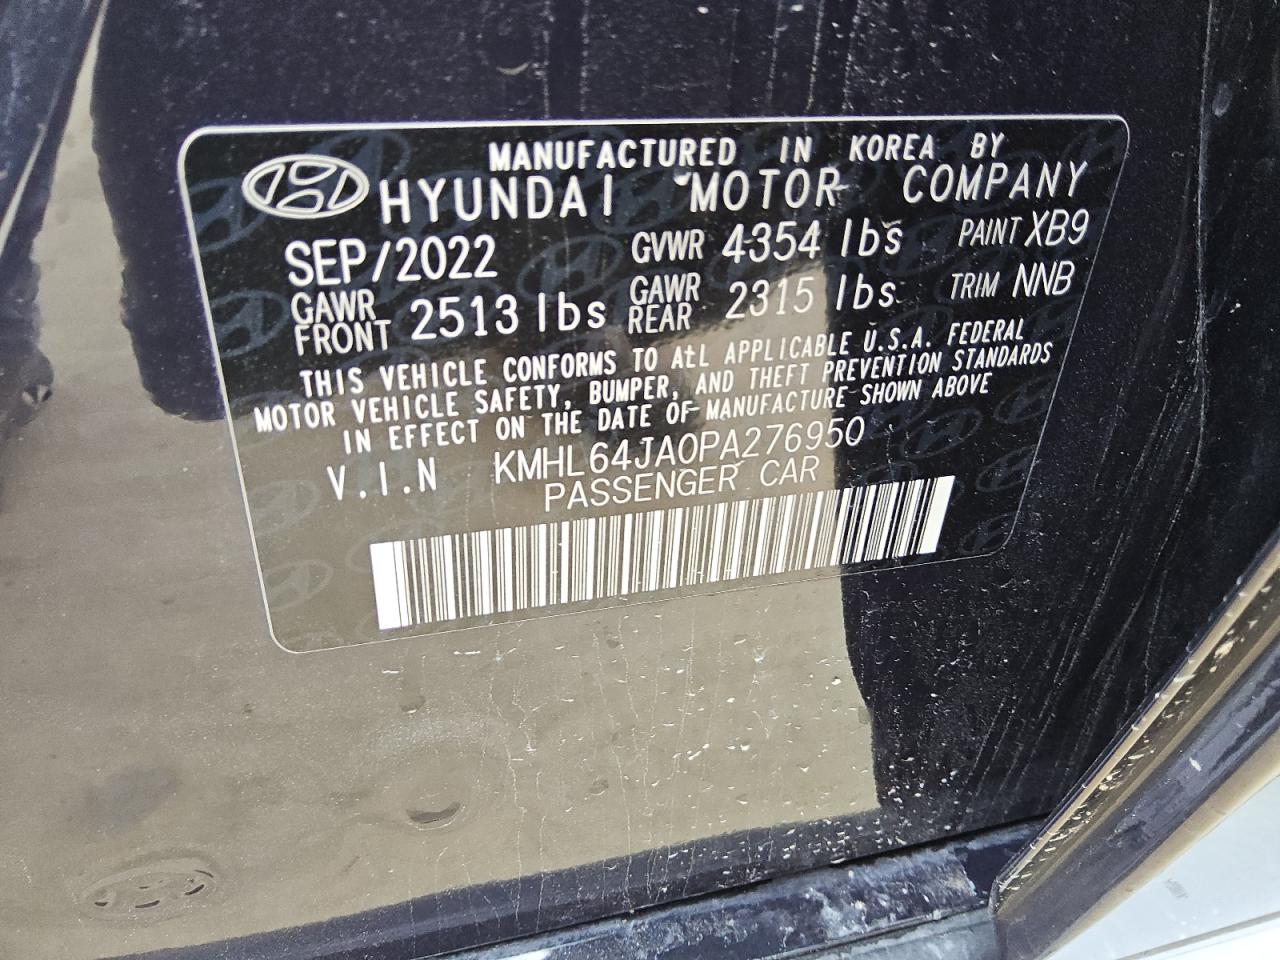 MANUFACTURED IN KOREA BY
HYUNDAI MOTOR COMPANY
SEP/2022 GVWR 4354 lbs PAINT XB9
GAWR FRONT 2513 lbs GAWR REAR 2315 lbs TRIM NNB
THIS VEHICLE CONFORMS TO ALL APPLICABLE U.S.A. FEDERAL
MOTOR VEHICLE SAFETY, BUMPER, AND THEFT PREVENTION STANDARDS
IN EFFECT ON THE DATE OF MANUFACTURE SHOWN ABOVE
V.I.N KMHL64JA0PA276950
PASSENGER CAR